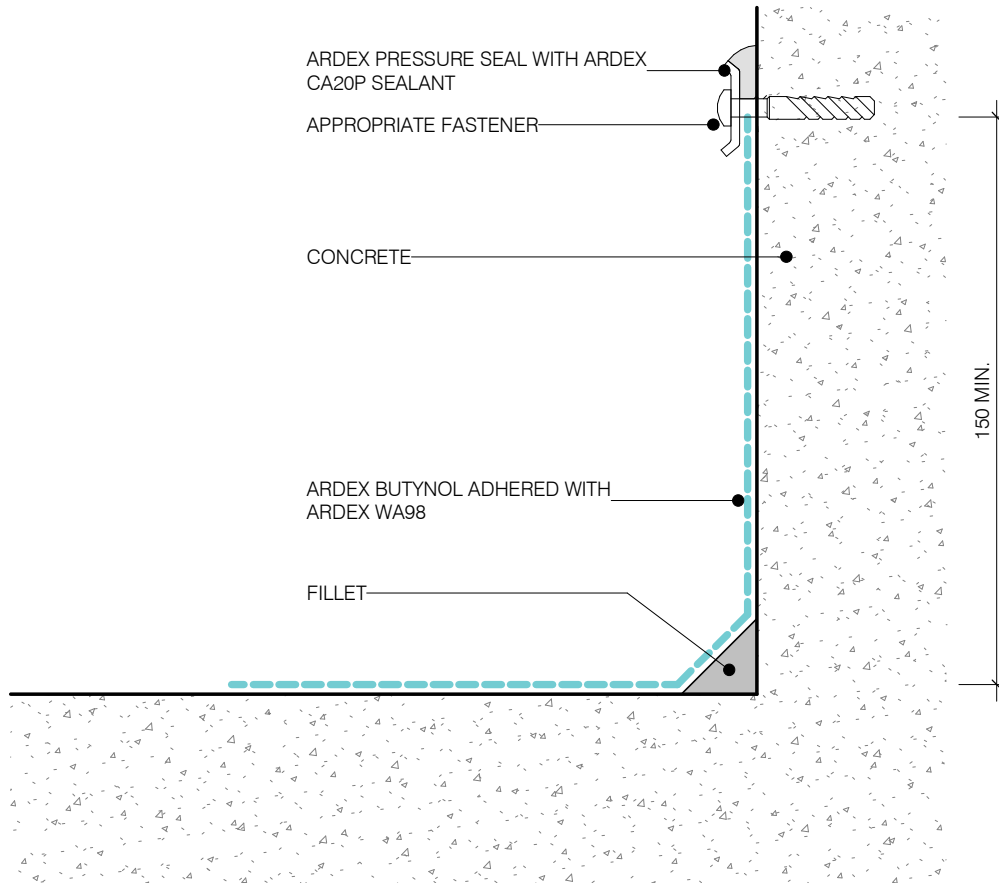 ARDEX PRESSURE SEAL WITH ARDEX
CA20P SEALANT
APPROPRIATE FASTENER
CONCRETE
150 MIN.
ARDEX BUTYNOL ADHERED WITH
ARDEX WA98
FILLET